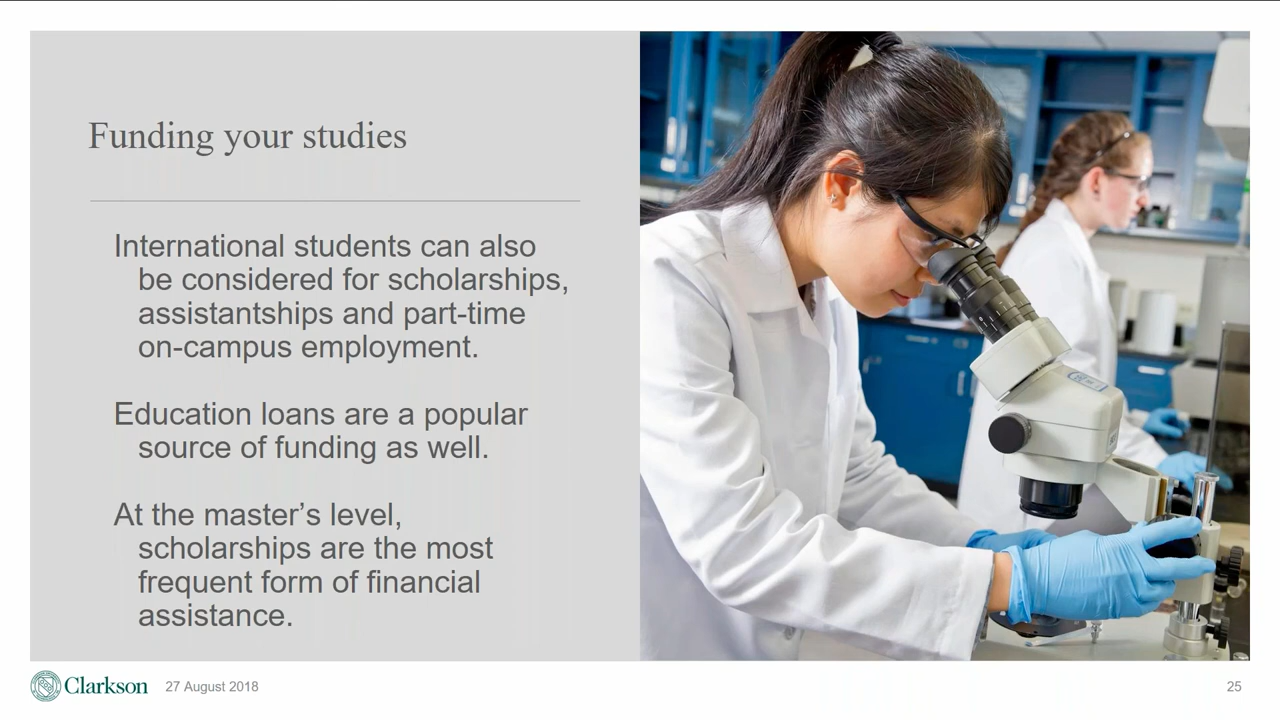 Funding your studies
International students can also
be considered for scholarships,
assistantships and part-time
on-campus employment.
Education loans are a popular
source of funding as well.
At the master’s level,
scholarships are the most
frequent form of financial
assistance.
Clarkson 27 August 2018 25